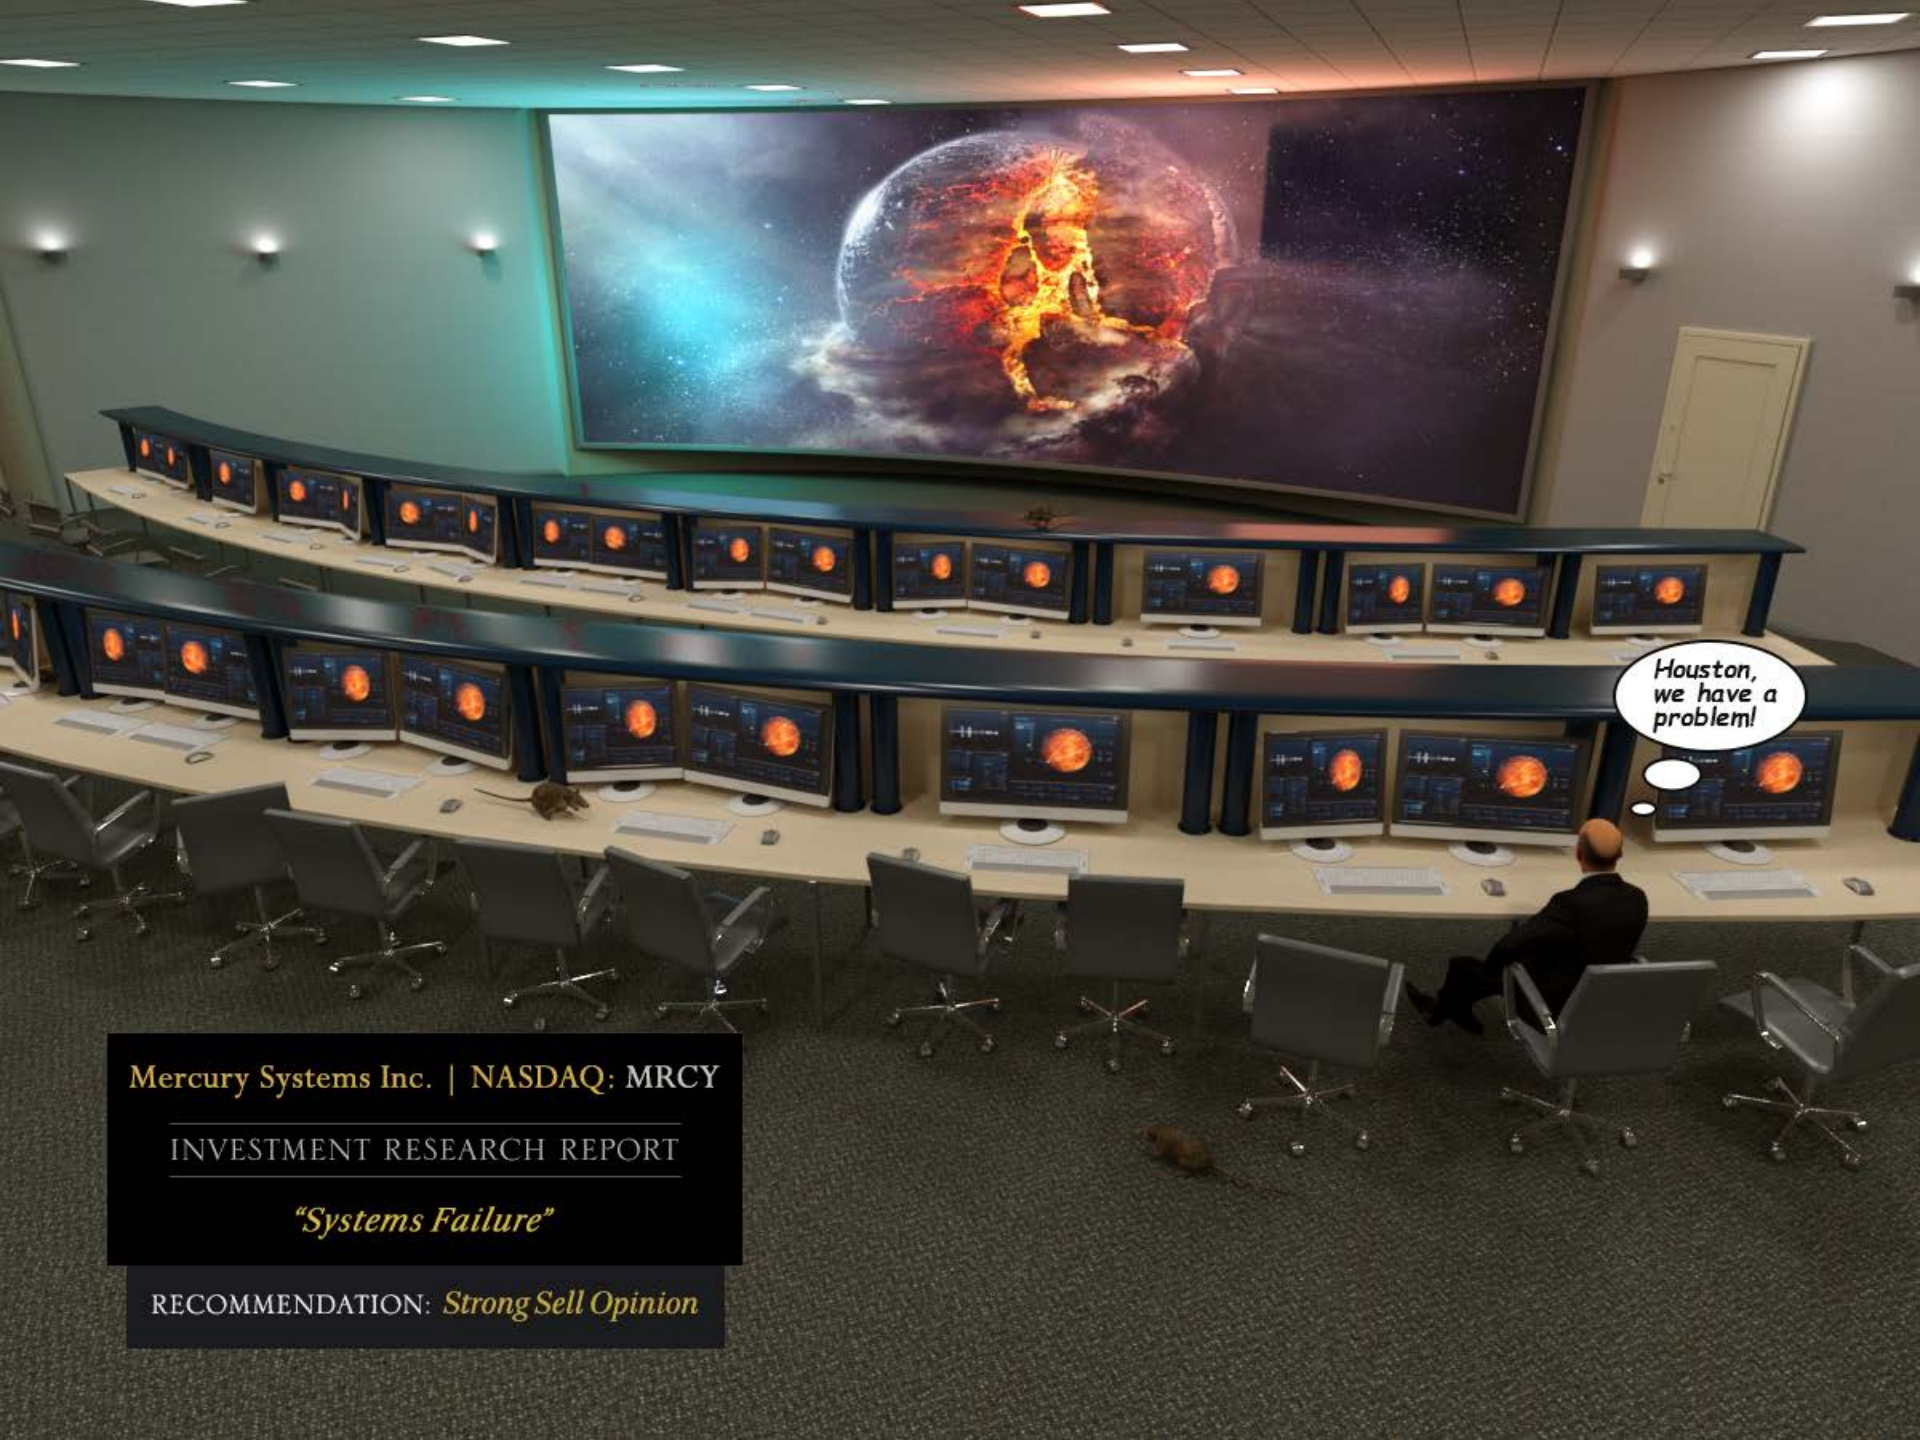 Houston,
we have a
problem!
Mercury Systems Inc. | NASDAQ: MRCY
INVESTMENT RESEARCH REPORT
“Systems Failure”
RECOMMENDATION: Strong Sell Opinion